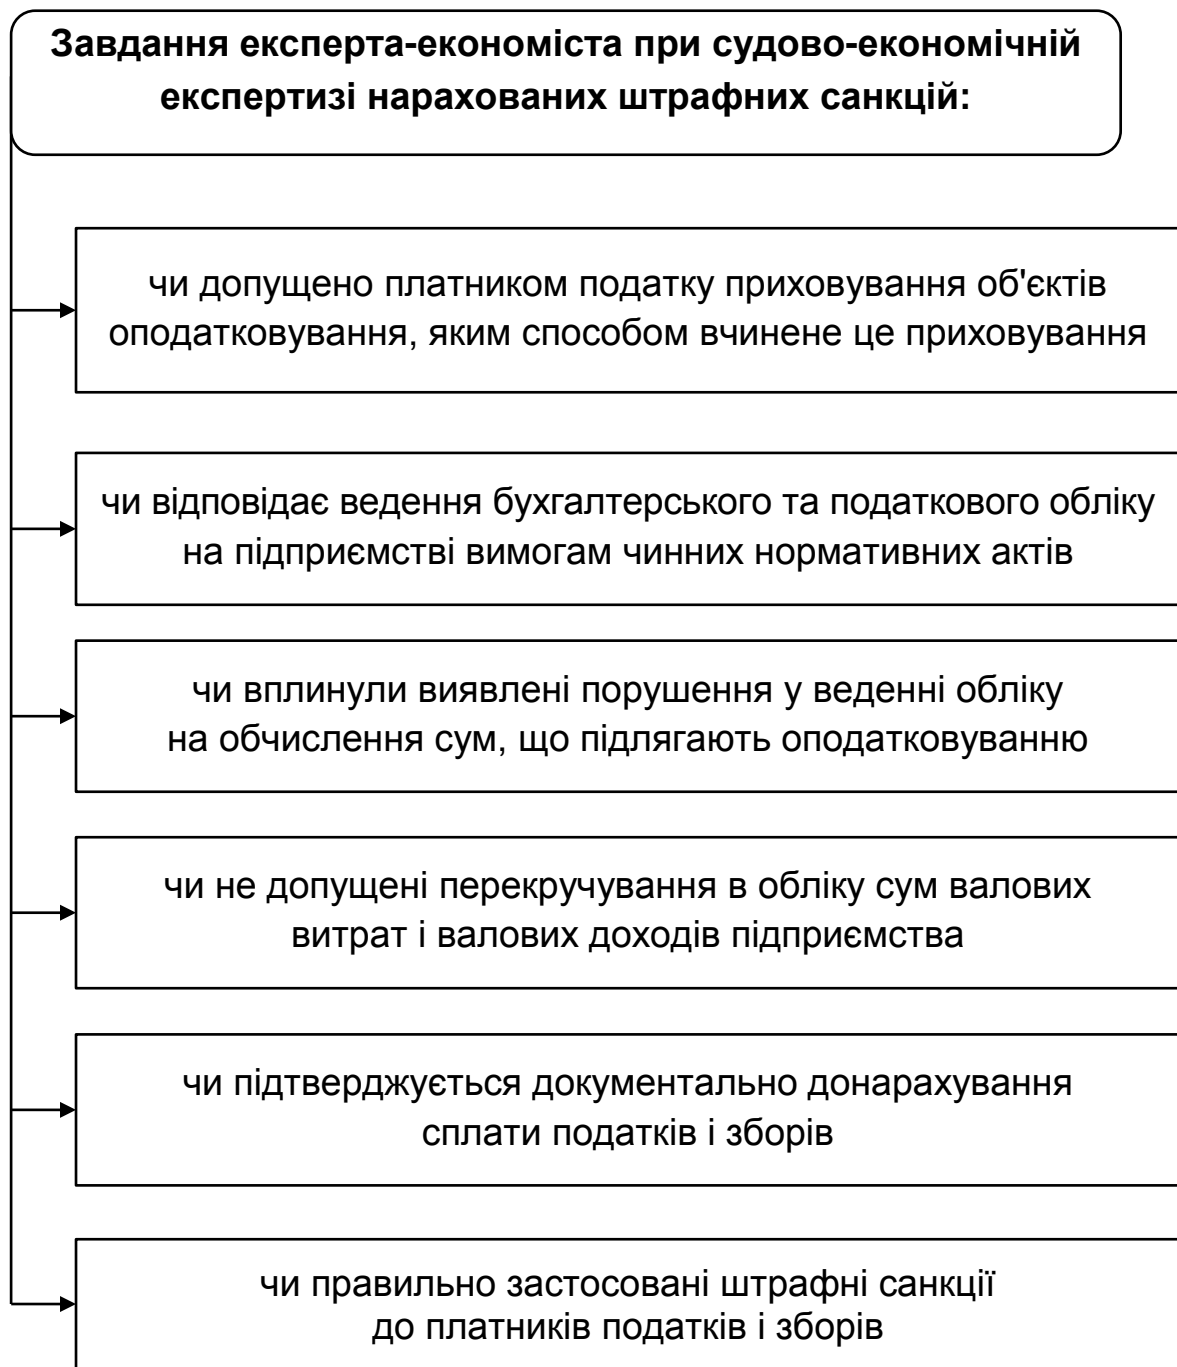 Завдання експерта-економіста при судово-економічній
експертизі нарахованих штрафних санкцій:
чи допущено платником податку приховування об'єктів
оподатковування, яким способом вчинене це приховування
чи відповідає ведення бухгалтерського та податкового обліку
на підприємстві вимогам чинних нормативних актів
чи вплинули виявлені порушення у веденні обліку
на обчислення сум, що підлягають оподатковуванню
чи не допущені перекручування в обліку сум валових
витрат і валових доходів підприємства
чи підтверджується документально донарахування
сплати податків і зборів
чи правильно застосовані штрафні санкції
до платників податків і зборів